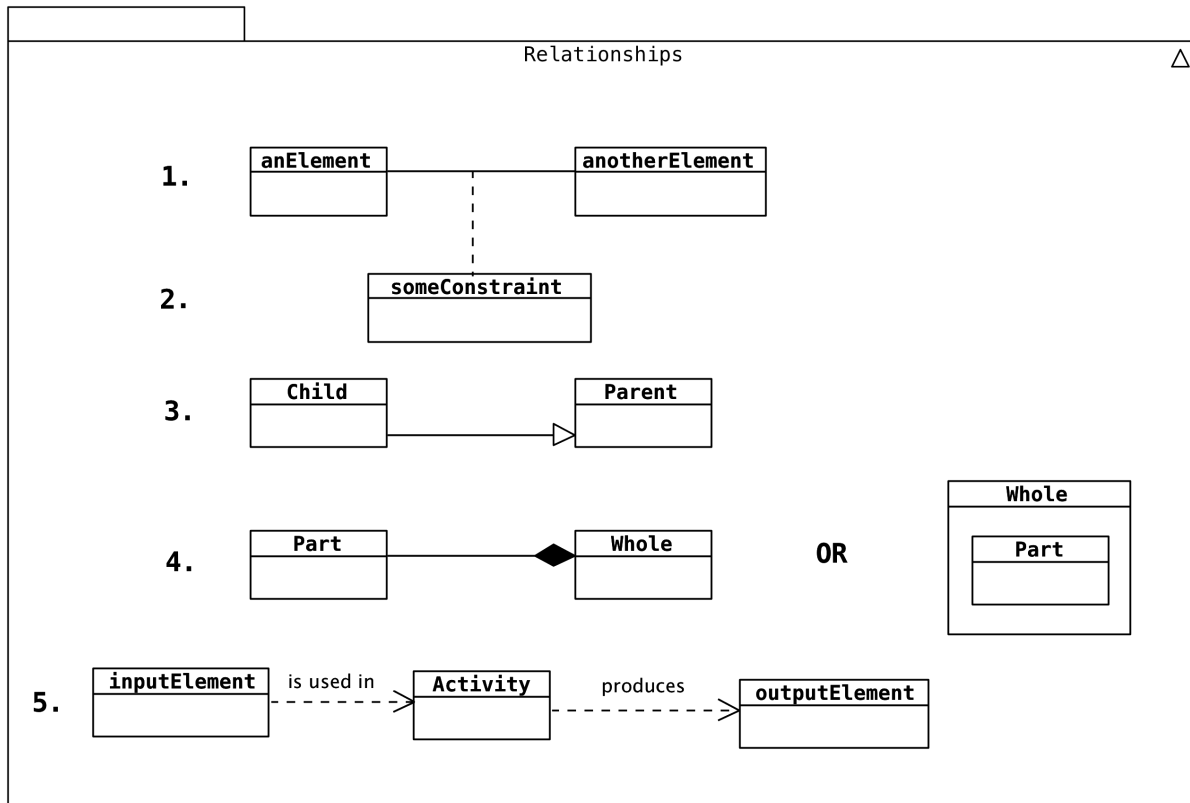 Relationships
1.
anElement
anotherElement
2.
someConstraint
3.
Child
Parent
4.
Part
Whole
OR
Whole
Part
5.
inputElement
is used in
Activity
produces
outputElement